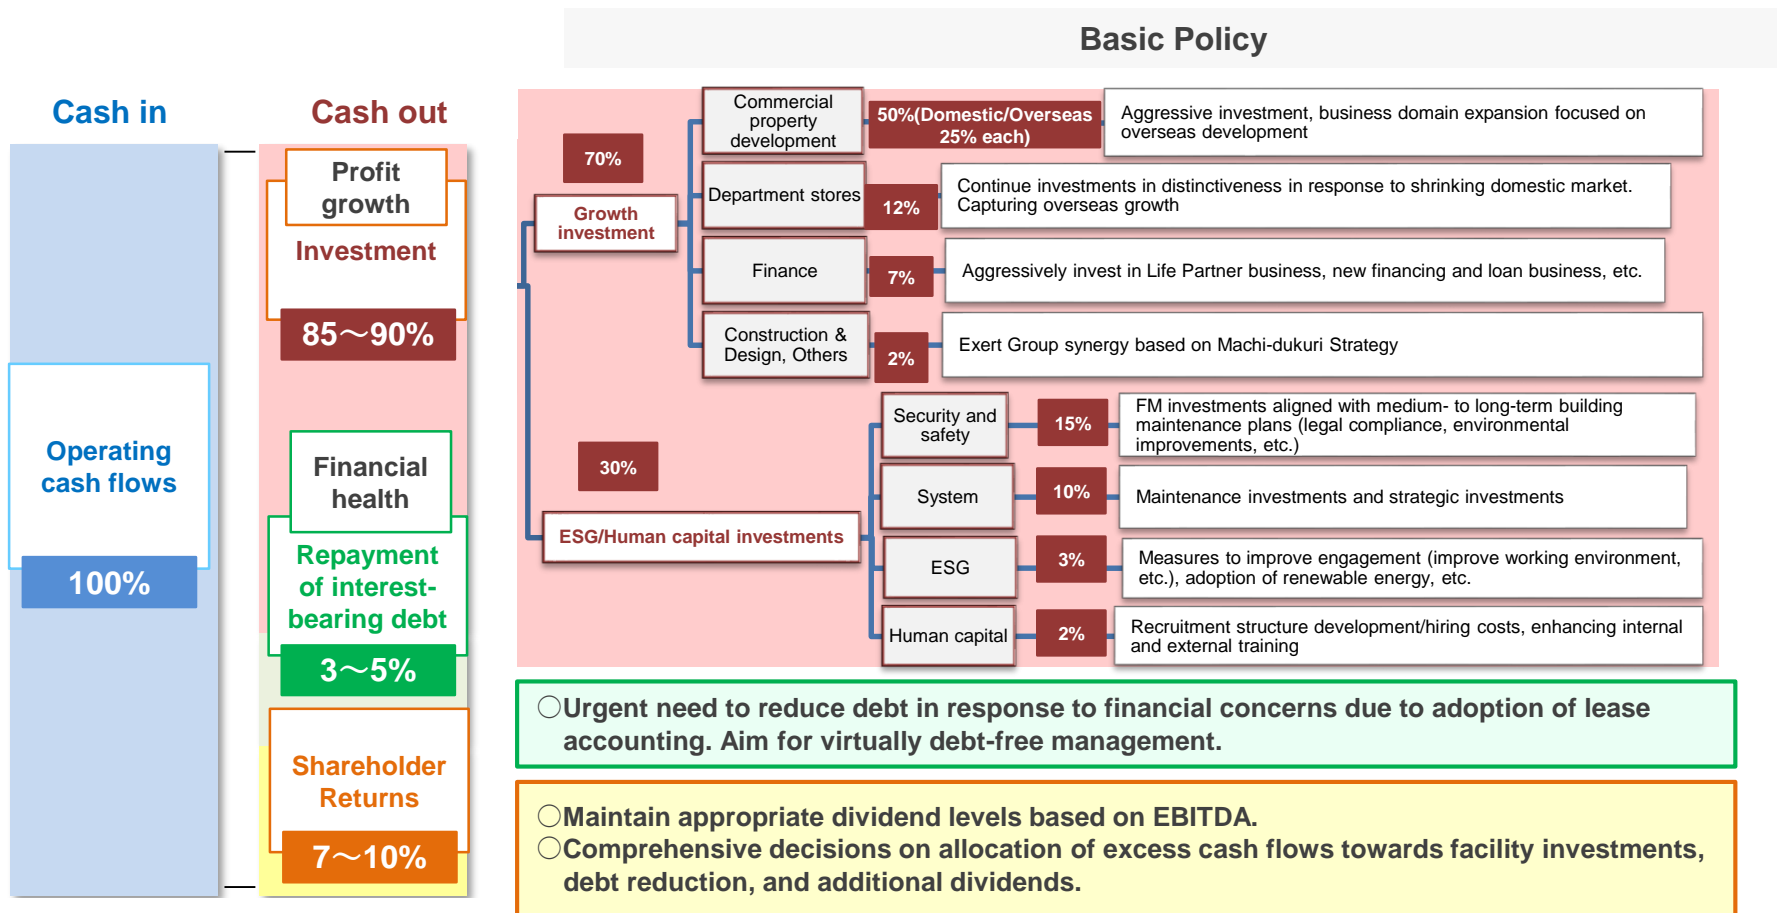 Basic Policy
Cash in
Cash out
Operating
cash flows
100%
Profit
growth
Investment
85～90%
Financial
health
Repayment
of interest-
bearing debt
3～5%
Shareholder
Returns
7～10%
70%
Growth
investment
Commercial
property
development
50%(Domestic/Overseas
25% each)
Aggressive investment, business domain expansion focused on
overseas development
Department stores
12%
Continue investments in distinctiveness in response to shrinking domestic market.
Capturing overseas growth
Finance
7%
Aggressively invest in Life Partner business, new financing and loan business, etc.
Construction &
Design, Others
2%
Exert Group synergy based on Machi-dukuri Strategy
30%
ESG/Human capital investments
Security and
safety
15%
FM investments aligned with medium- to long-term building
maintenance plans (legal compliance, environmental
improvements, etc.)
System
10%
Maintenance investments and strategic investments
ESG
3%
Measures to improve engagement (improve working environment,
etc.), adoption of renewable energy, etc.
Human capital
2%
Recruitment structure development/hiring costs, enhancing internal
and external training
○Urgent need to reduce debt in response to financial concerns due to adoption of lease
accounting. Aim for virtually debt-free management.
○Maintain appropriate dividend levels based on EBITDA.
○Comprehensive decisions on allocation of excess cash flows towards facility investments,
debt reduction, and additional dividends.